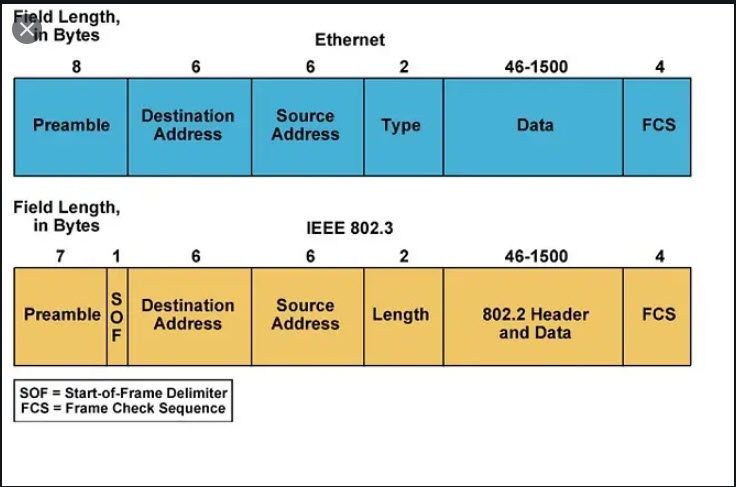 Field Length,
in Bytes
Ethernet
8 6 6 2 46-1500 4
Preamble
Destination
Address
Source
Address
Type
Data
FCS
Field Length,
in Bytes
IEEE 802.3
7 1 6 6 2 46-1500 4
Preamble
S
O
F
Destination
Address
Source
Address
Length
802.2 Header
and Data
FCS
SOF = Start-of-Frame Delimiter
FCS = Frame Check Sequence